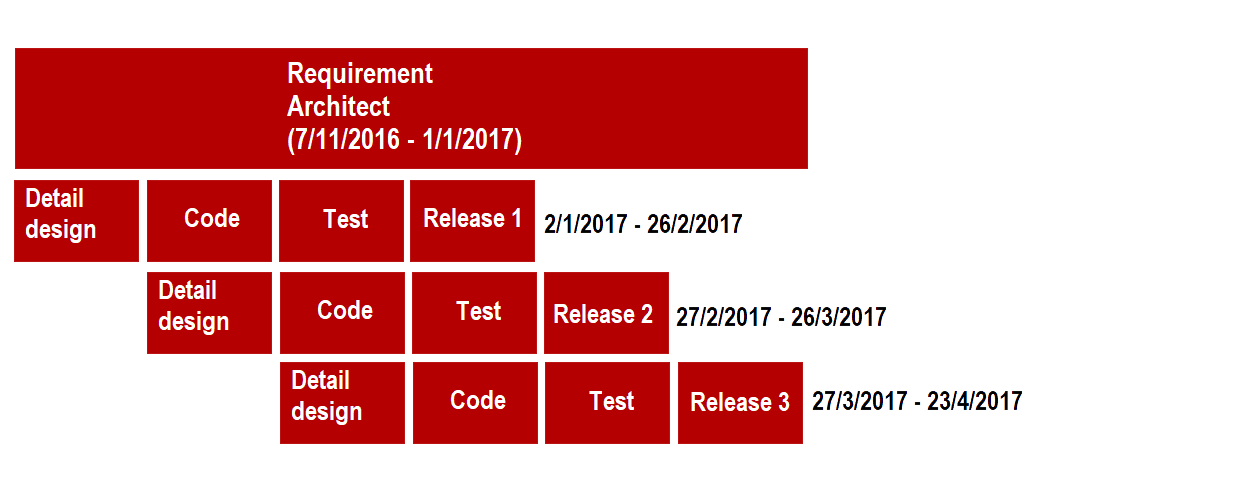 Requirement
Architect
(7/11/2016 - 1/1/2017)
Detail
design
Code
Test
Release 1
2/1/2017 - 26/2/2017
Detail
design
Code
Test
Release 2
27/2/2017 - 26/3/2017
Detail
design
Code
Test
Release 3
27/3/2017 - 23/4/2017